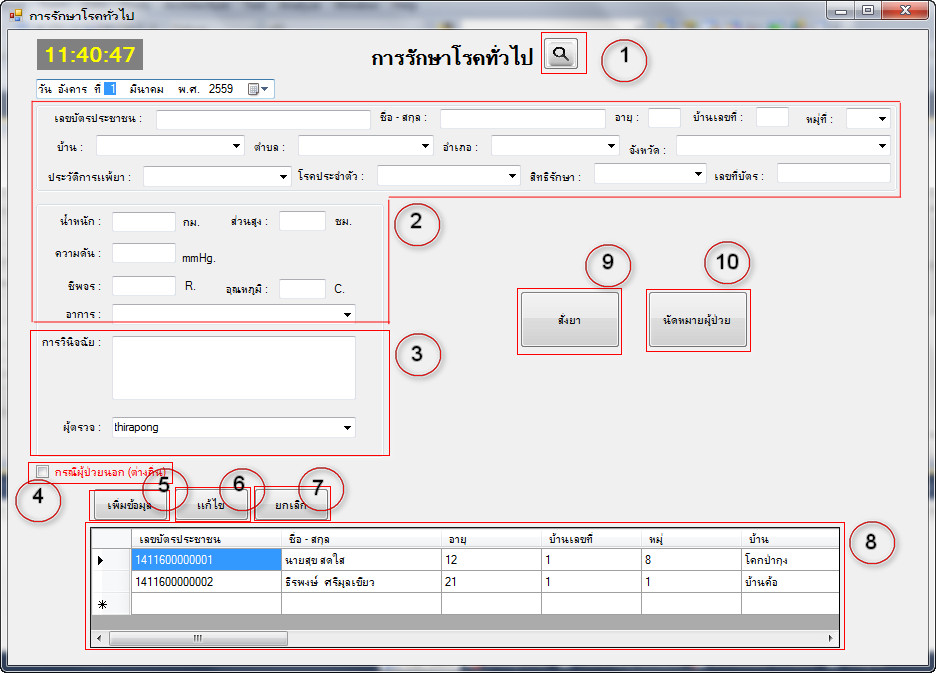 การรักษาโรคทั่วไป
11:40:47
การรักษาโรคทั่วไป
1
วัน อังคาร ที่ 1 มีนาคม พ.ศ. 2559
เลขบัตรประชาชน : ชื่อ - สกุล : อายุ : บ้านเลขที่ : หมู่ที่ :
บ้าน : ตำบล : อำเภอ : จังหวัด :
ประวัติการแพ้ยา : โรคประจำตัว : สิทธิรักษา : เลขที่บัตร :
น้ำหนัก : กม. ส่วนสูง : ซม.
2
ความดัน : mmHg.
9
10
ชีพจร : R. อุณหภูมิ : C.
อาการ :
สั่งยา
นัดหมายผู้ป่วย
การวินิจฉัย :
3
ผู้ตรวจ : thirapong
กรณีผู้ป่วยนอก (ต่างถิ่น)
4
5
6
7
เพิ่มข้อมูล แก้ไข ยกเลิก
8
เลขบัตรประชาชน ชื่อ - สกุล อายุ บ้านเลขที่ หมู่ บ้าน
1411600000001 นายสุข สดใส 12 1 8 โคกป่ากุง
1411600000002 ธิรพงษ์ ศรีมูลเขียว 21 1 1 บ้านค้อ